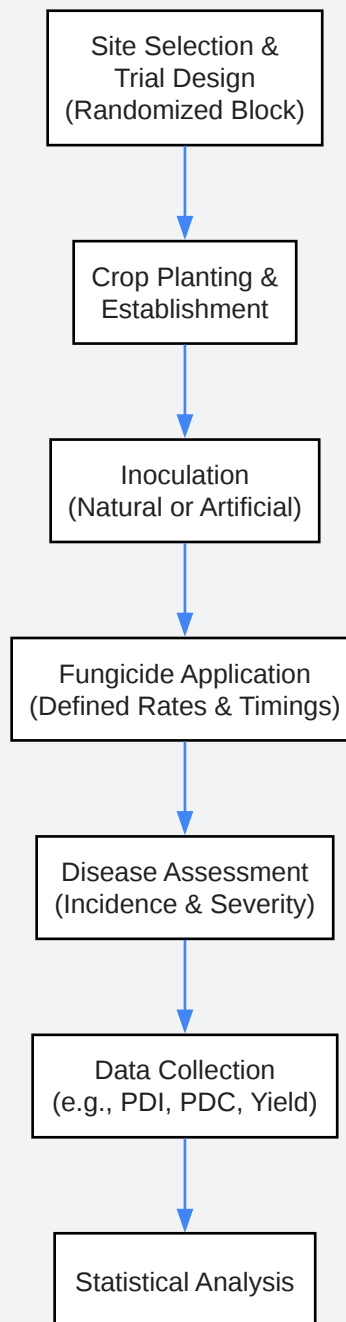 Site Selection &
Trial Design
(Randomized Block)
Crop Planting &
Establishment
Inoculation
(Natural or Artificial)
Fungicide Application
(Defined Rates & Timings)
Disease Assessment
(Incidence & Severity)
Data Collection
(e.g., PDI, PDC, Yield)
Statistical Analysis